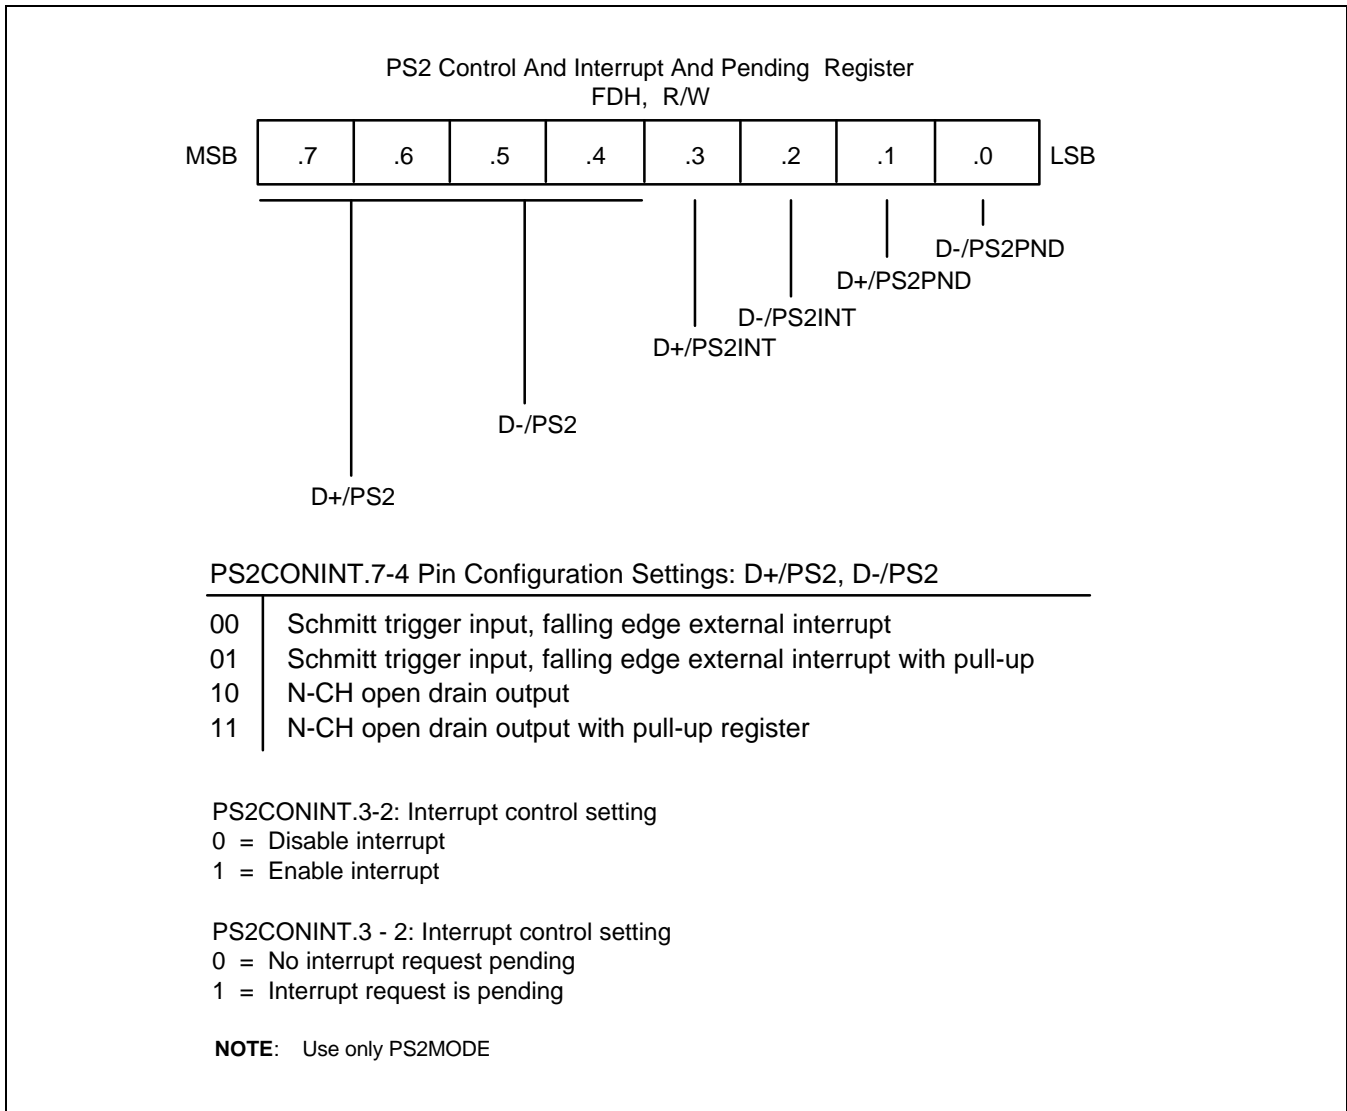 PS2 Control And Interrupt And Pending Register
FDH, R/W
MSB .7 .6 .5 .4 .3 .2 .1 .0 LSB
D-/PS2PND
D+/PS2PND
D-/PS2INT
D+/PS2INT
D-/PS2
D+/PS2
PS2CONINT.7-4 Pin Configuration Settings: D+/PS2, D-/PS2
00 Schmitt trigger input, falling edge external interrupt
01 Schmitt trigger input, falling edge external interrupt with pull-up
10 N-CH open drain output
11 N-CH open drain output with pull-up register
PS2CONINT.3-2: Interrupt control setting
0 = Disable interrupt
1 = Enable interrupt
PS2CONINT.3 - 2: Interrupt control setting
0 = No interrupt request pending
1 = Interrupt request is pending
NOTE: Use only PS2MODE